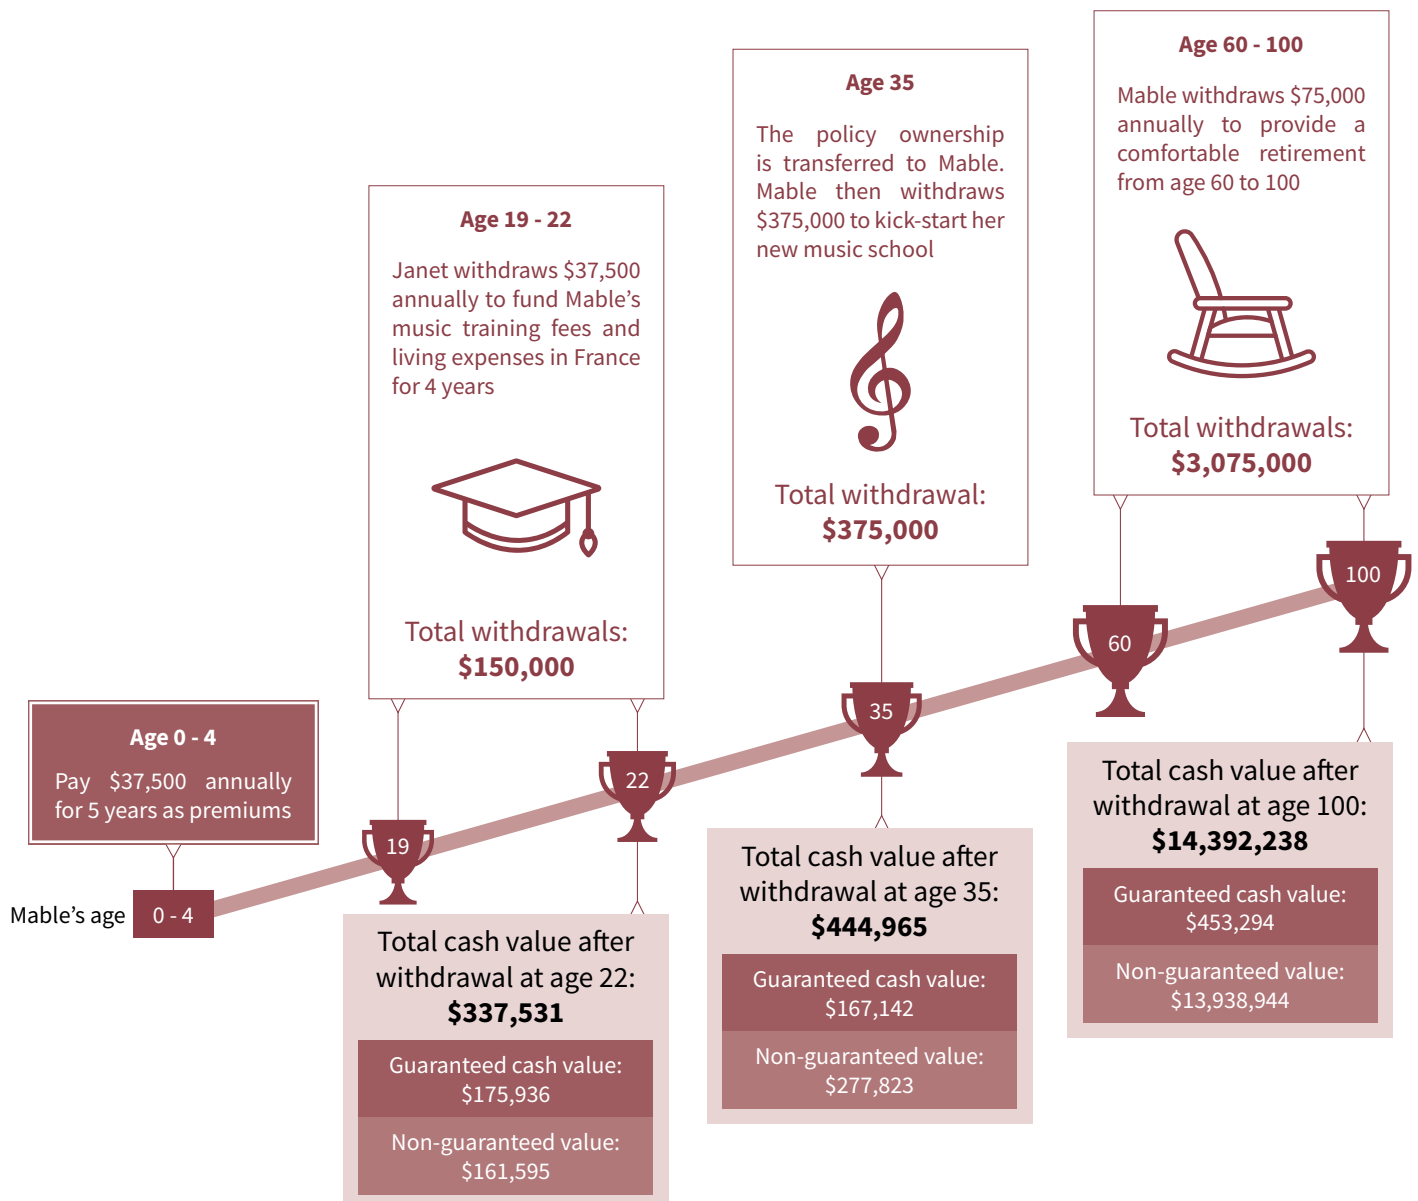 Age 0 - 4
Pay $37,500 annually
for 5 years as premiums
Mable’s age
0 - 4
Age 19 - 22
Janet withdraws $37,500
annually to fund Mable’s
music training fees and
living expenses in France
for 4 years
Total withdrawals:
$150,000
19
22
Total cash value after
withdrawal at age 22:
$337,531
Guaranteed cash value:
$175,936
Non-guaranteed value:
$161,595
Age 35
The policy ownership
is transferred to Mable.
Mable then withdraws
$375,000 to kick-start her
new music school
Total withdrawal:
$375,000
35
Total cash value after
withdrawal at age 35:
$444,965
Guaranteed cash value:
$167,142
Non-guaranteed value:
$277,823
Age 60 - 100
Mable withdraws $75,000
annually to provide a
comfortable retirement
from age 60 to 100
Total withdrawals:
$3,075,000
60
100
Total cash value after
withdrawal at age 100:
$14,392,238
Guaranteed cash value:
$453,294
Non-guaranteed value:
$13,938,944